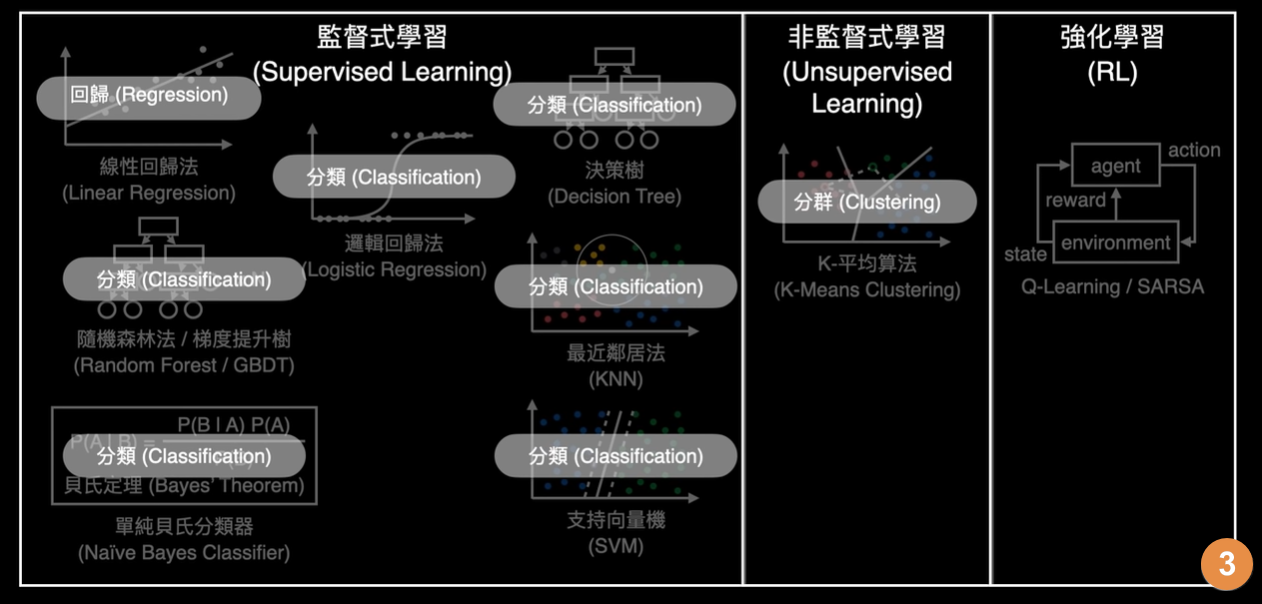 監督式學習
(Supervised Learning)
回歸 (Regression)
線性回歸法
(Linear Regression)
分類 (Classification)
邏輯回歸法
(Logistic Regression)
分類 (Classification)
決策樹
(Decision Tree)
分類 (Classification)
隨機森林法 / 梯度提升樹
(Random Forest / GBDT)
分類 (Classification)
最近鄰居法
(KNN)
P(B I A) P(A)
P(A I B) =
分類 (Classification)
貝氏定理 (Bayes' Theorem)
單純貝氏分類器
(Naïve Bayes Classifier)
分類 (Classification)
支持向量機
(SVM)
非監督式學習
(Unsupervised
Learning)
分群 (Clustering)
K-平均算法
(K-Means Clustering)
強化學習
(RL)
action
agent
reward
environment
state
Q-Learning / SARSA
3